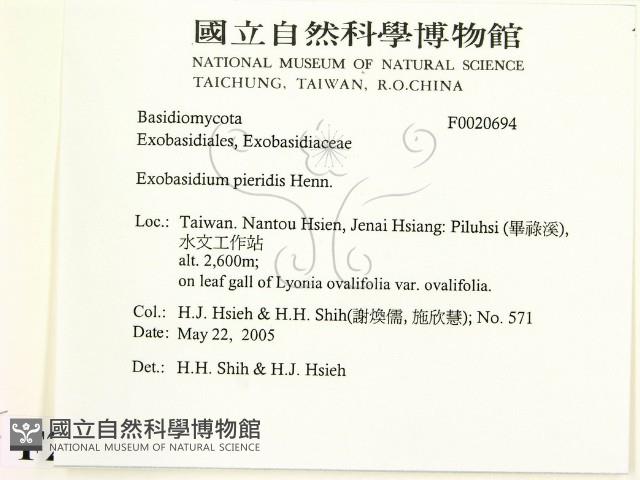 國立自然科學博物館
NATIONAL MUSEUM OF NATURAL SCIENCE
TAICHUNG, TAIWAN, R.O.CHINA
Basidiomycota F0020694
Exobasidiales, Exobasidiaceae
Exobasidium pieridis Henn.
Loc.: Taiwan. Nantou Hsien, Jenai Hsiang: Piluhsi (畢祿溪),
水文工作站
alt. 2,600m;
on leaf gall of Lyonia ovalifolia var. ovalifolia.
Col.: H.J. Hsieh & H.H. Shih(謝煥儒, 施欣慧); No. 571
Date: May 22, 2005
Det.: H.H. Shih & H.J. Hsieh
國立自然科學博物館
NATIONAL MUSEUM OF NATURAL SCIENCE